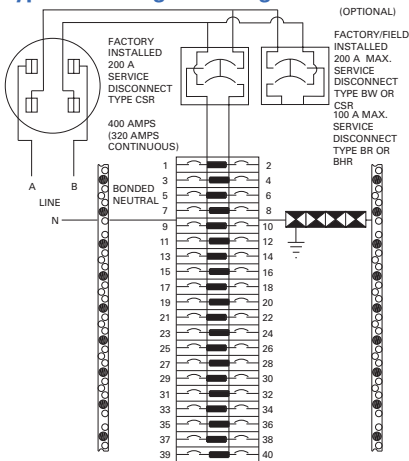 (OPTIONAL)
FACTORY
INSTALLED
200 A
SERVICE
DISCONNECT
TYPE CSR
400 AMPS
(320 AMPS
CONTINUOUS)
FACTORY/FIELD
INSTALLED
200 A MAX.
SERVICE
DISCONNECT
TYPE BW OR
CSR
100 A MAX.
SERVICE
DISCONNECT
TYPE BR OR
BHR
A B
LINE
N
BONDED
NEUTRAL
1 2
3 4
5 6
7 8
9 10
11 12
13 14
15 16
17 18
19 20
21 22
23 24
25 26
27 28
29 30
31 32
33 34
35 36
37 38
39 40